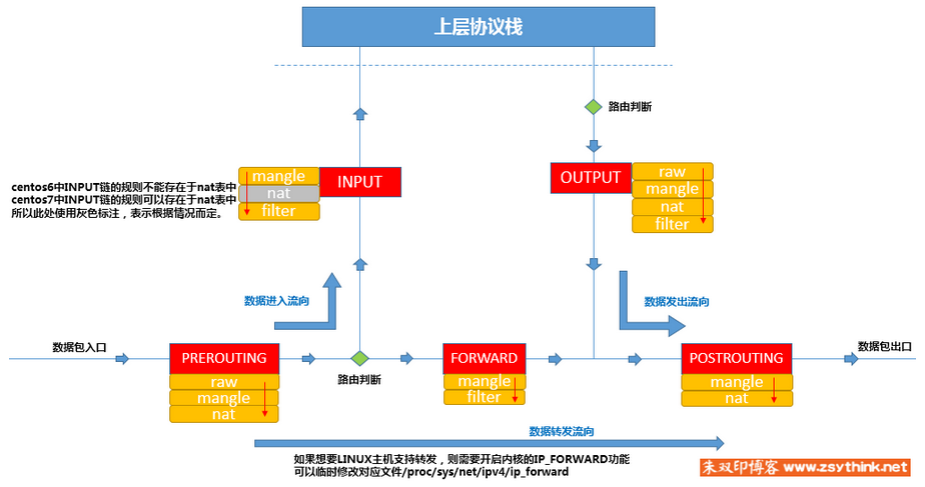 上层协议栈
路由判断
mangle
nat
filter
INPUT
OUTPUT
raw
mangle
nat
filter
centos6中INPUT链的规则不能存在于nat表中
centos7中INPUT链的规则可以存在于nat表中
所以此处使用灰色标注，表示根据情况而定。
数据进入流向
数据发出流向
数据包入口
PREROUTING
raw
mangle
nat
路由判断
FORWARD
mangle
filter
POSTROUTING
mangle
nat
数据包出口
数据转发流向
如果想要LINUX主机支持转发，则需要开启内核的IP_FORWARD功能
可以临时修改对应文件/proc/sys/net/ipv4/ip_forward
朱双印博客 www.zsythink.net